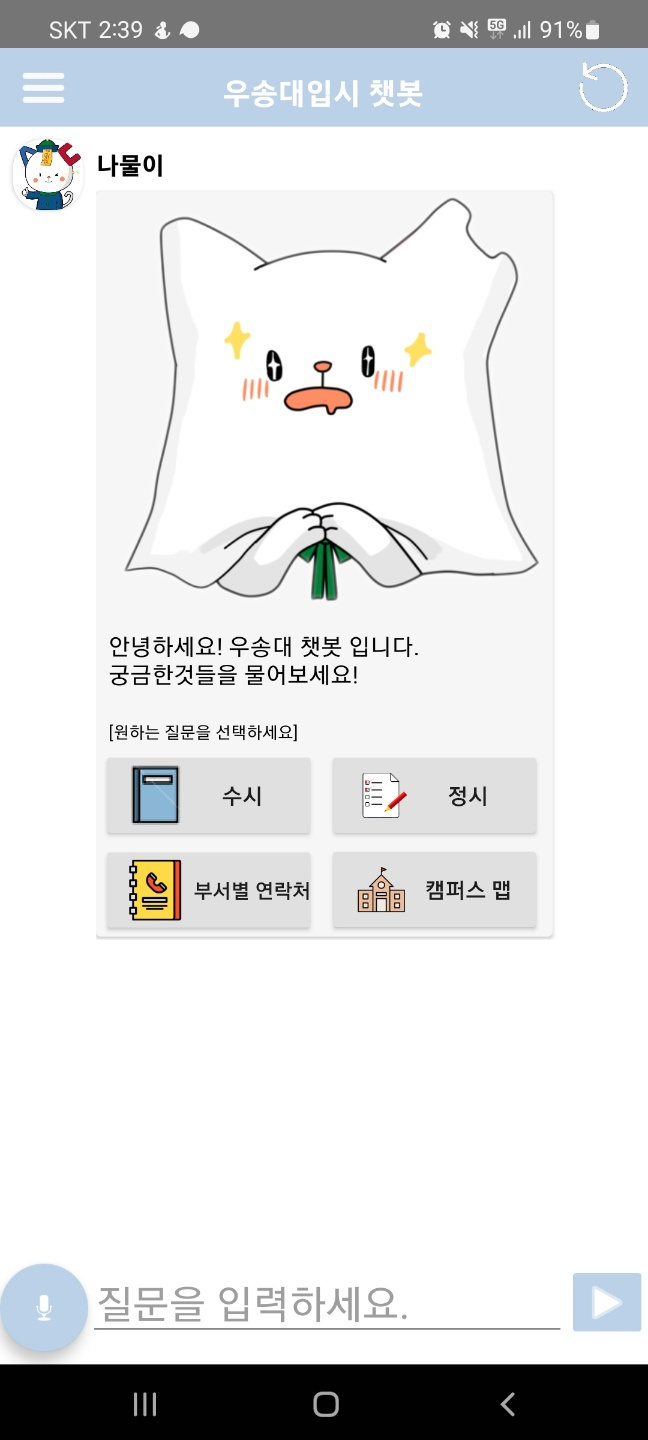 SKT 2:39 5G 91%
우송대입시 챗봇
나물이
안녕하세요! 우송대 챗봇 입니다.
궁금한것들을 물어보세요!
[원하는 질문을 선택하세요]
수시 정시
부서별 연락처 캠퍼스 맵
질문을 입력하세요.